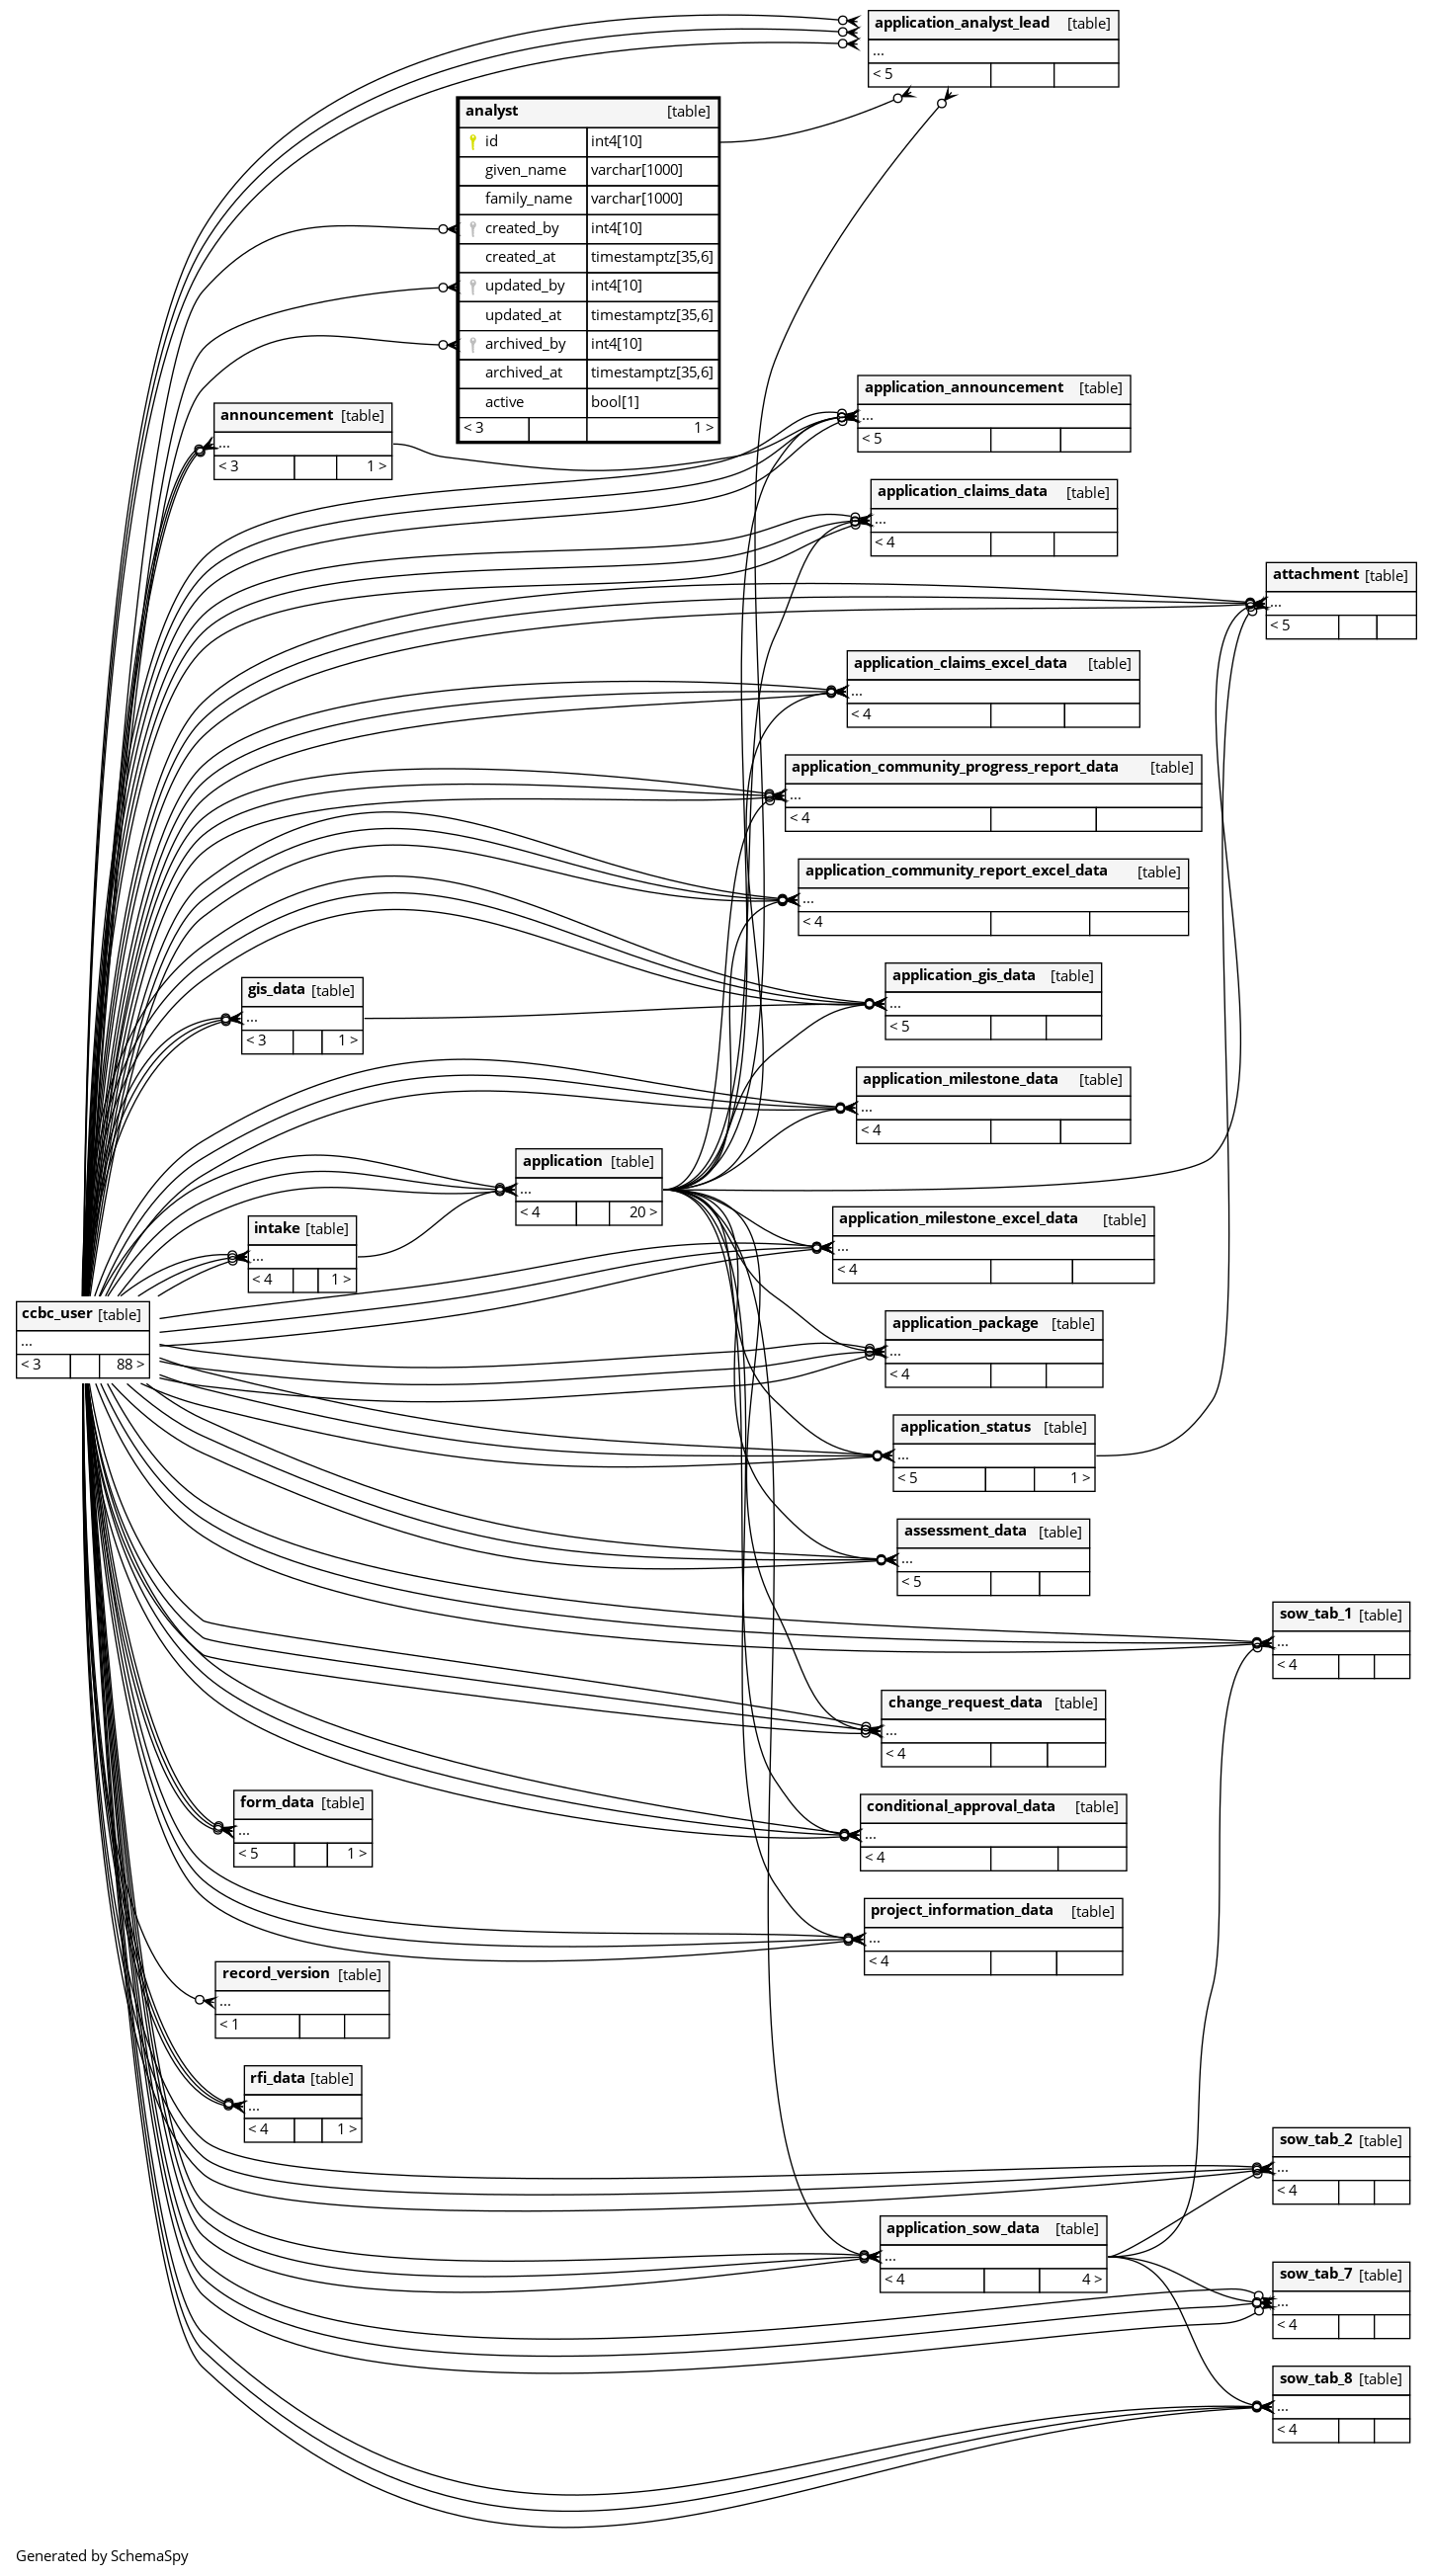 application_analyst_lead [table]
...
< 5
analyst [table]
id int4[10]
given_name varchar[1000]
family_name varchar[1000]
created_by int4[10]
created_at timestamptz[35,6]
updated_by int4[10]
updated_at timestamptz[35,6]
archived_by int4[10]
archived_at timestamptz[35,6]
active bool[1]
< 3 1 >
application_announcement [table]
...
< 5
announcement [table]
...
< 3 1 >
application_claims_data [table]
...
< 4
attachment [table]
...
< 5
application_claims_excel_data [table]
...
< 4
application_community_progress_report_data [table]
...
< 4
application_community_report_excel_data [table]
...
< 4
application_gis_data [table]
...
< 5
gis_data [table]
...
< 3 1 >
application_milestone_data [table]
...
< 4
application [table]
...
< 4 20 >
application_milestone_excel_data [table]
...
< 4
intake [table]
...
< 4 1 >
ccbc_user [table]
...
< 3 88 >
application_package [table]
...
< 4
application_status [table]
...
< 5 1 >
assessment_data [table]
...
< 5
sow_tab_1 [table]
...
< 4
change_request_data [table]
...
< 4
form_data [table]
...
< 5 1 >
conditional_approval_data [table]
...
< 4
project_information_data [table]
...
< 4
record_version [table]
...
< 1
rfi_data [table]
...
< 4 1 >
sow_tab_2 [table]
...
< 4
application_sow_data [table]
...
< 4 4 >
sow_tab_7 [table]
...
< 4
sow_tab_8 [table]
...
< 4
Generated by SchemaSpy